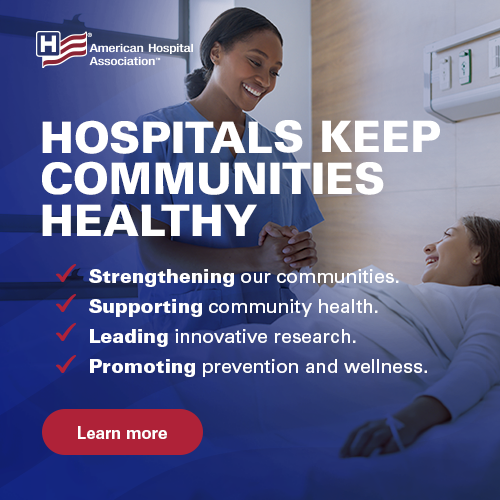 H®
American Hospital
Association™
HOSPITALS KEEP
COMMUNITIES
HEALTHY
Strengthening our communities.
Supporting community health.
Leading innovative research.
Promoting prevention and wellness.
Learn more